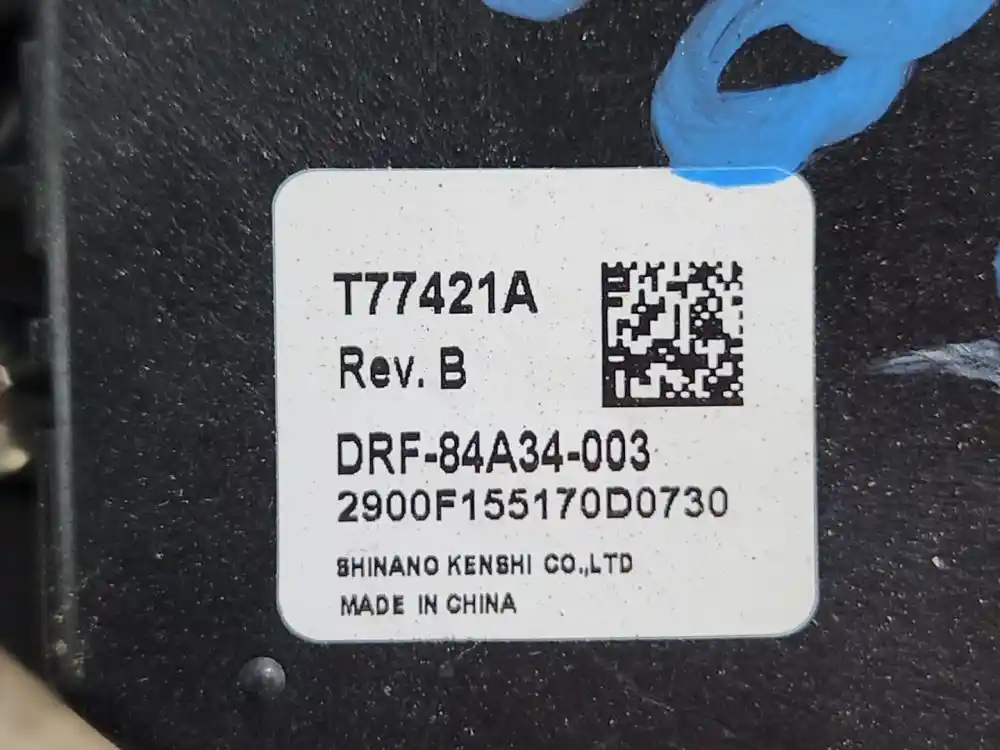 T77421A
Rev. B
DRF-84A34-003
2900F155170D0730
SHINANO KENSHI CO.,LTD
MADE IN CHINA